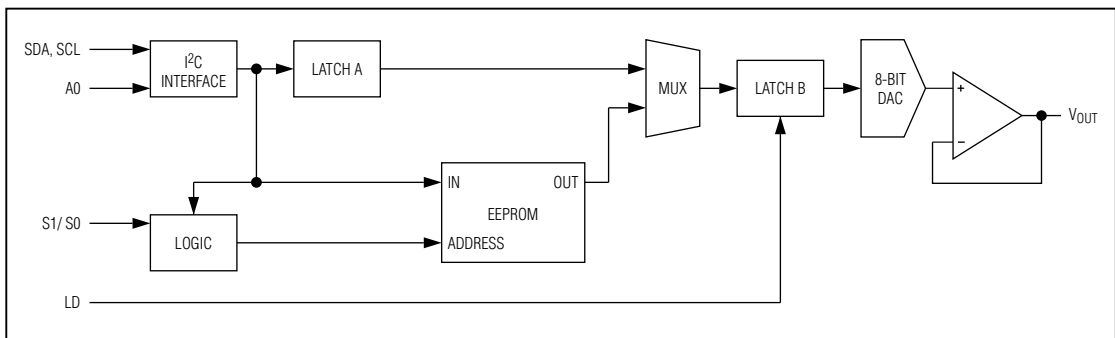 SDA, SCL
A0
I²C
INTERFACE
LATCH A
MUX
LATCH B
8-BIT
DAC
+
−
VOUT
S1/ S0
LOGIC
IN
OUT
EEPROM
ADDRESS
LD